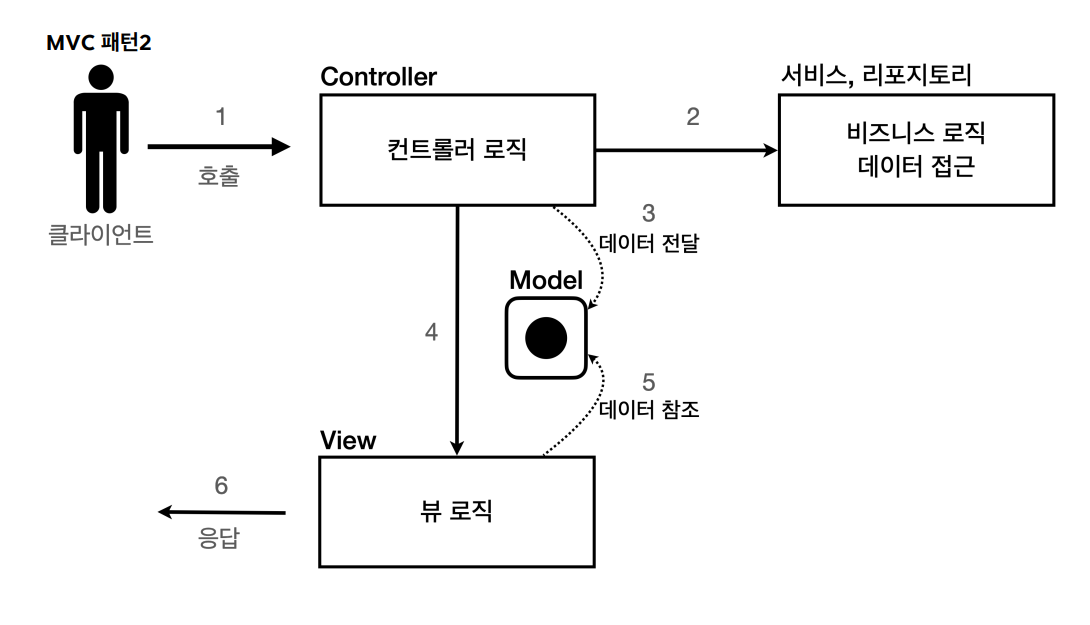 MVC 패턴2
Controller
서비스, 리포지토리
1
호출
클라이언트
컨트롤러 로직
2
비즈니스 로직
데이터 접근
3
데이터 전달
Model
4
5
데이터 참조
View
뷰 로직
6
응답